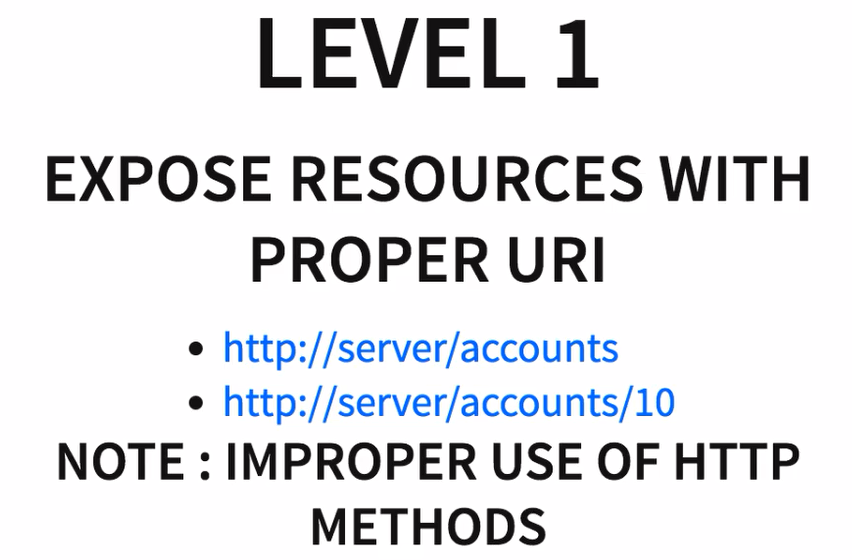 LEVEL 1
EXPOSE RESOURCES WITH
PROPER URI
• http://server/accounts
• http://server/accounts/10
NOTE : IMPROPER USE OF HTTP
METHODS